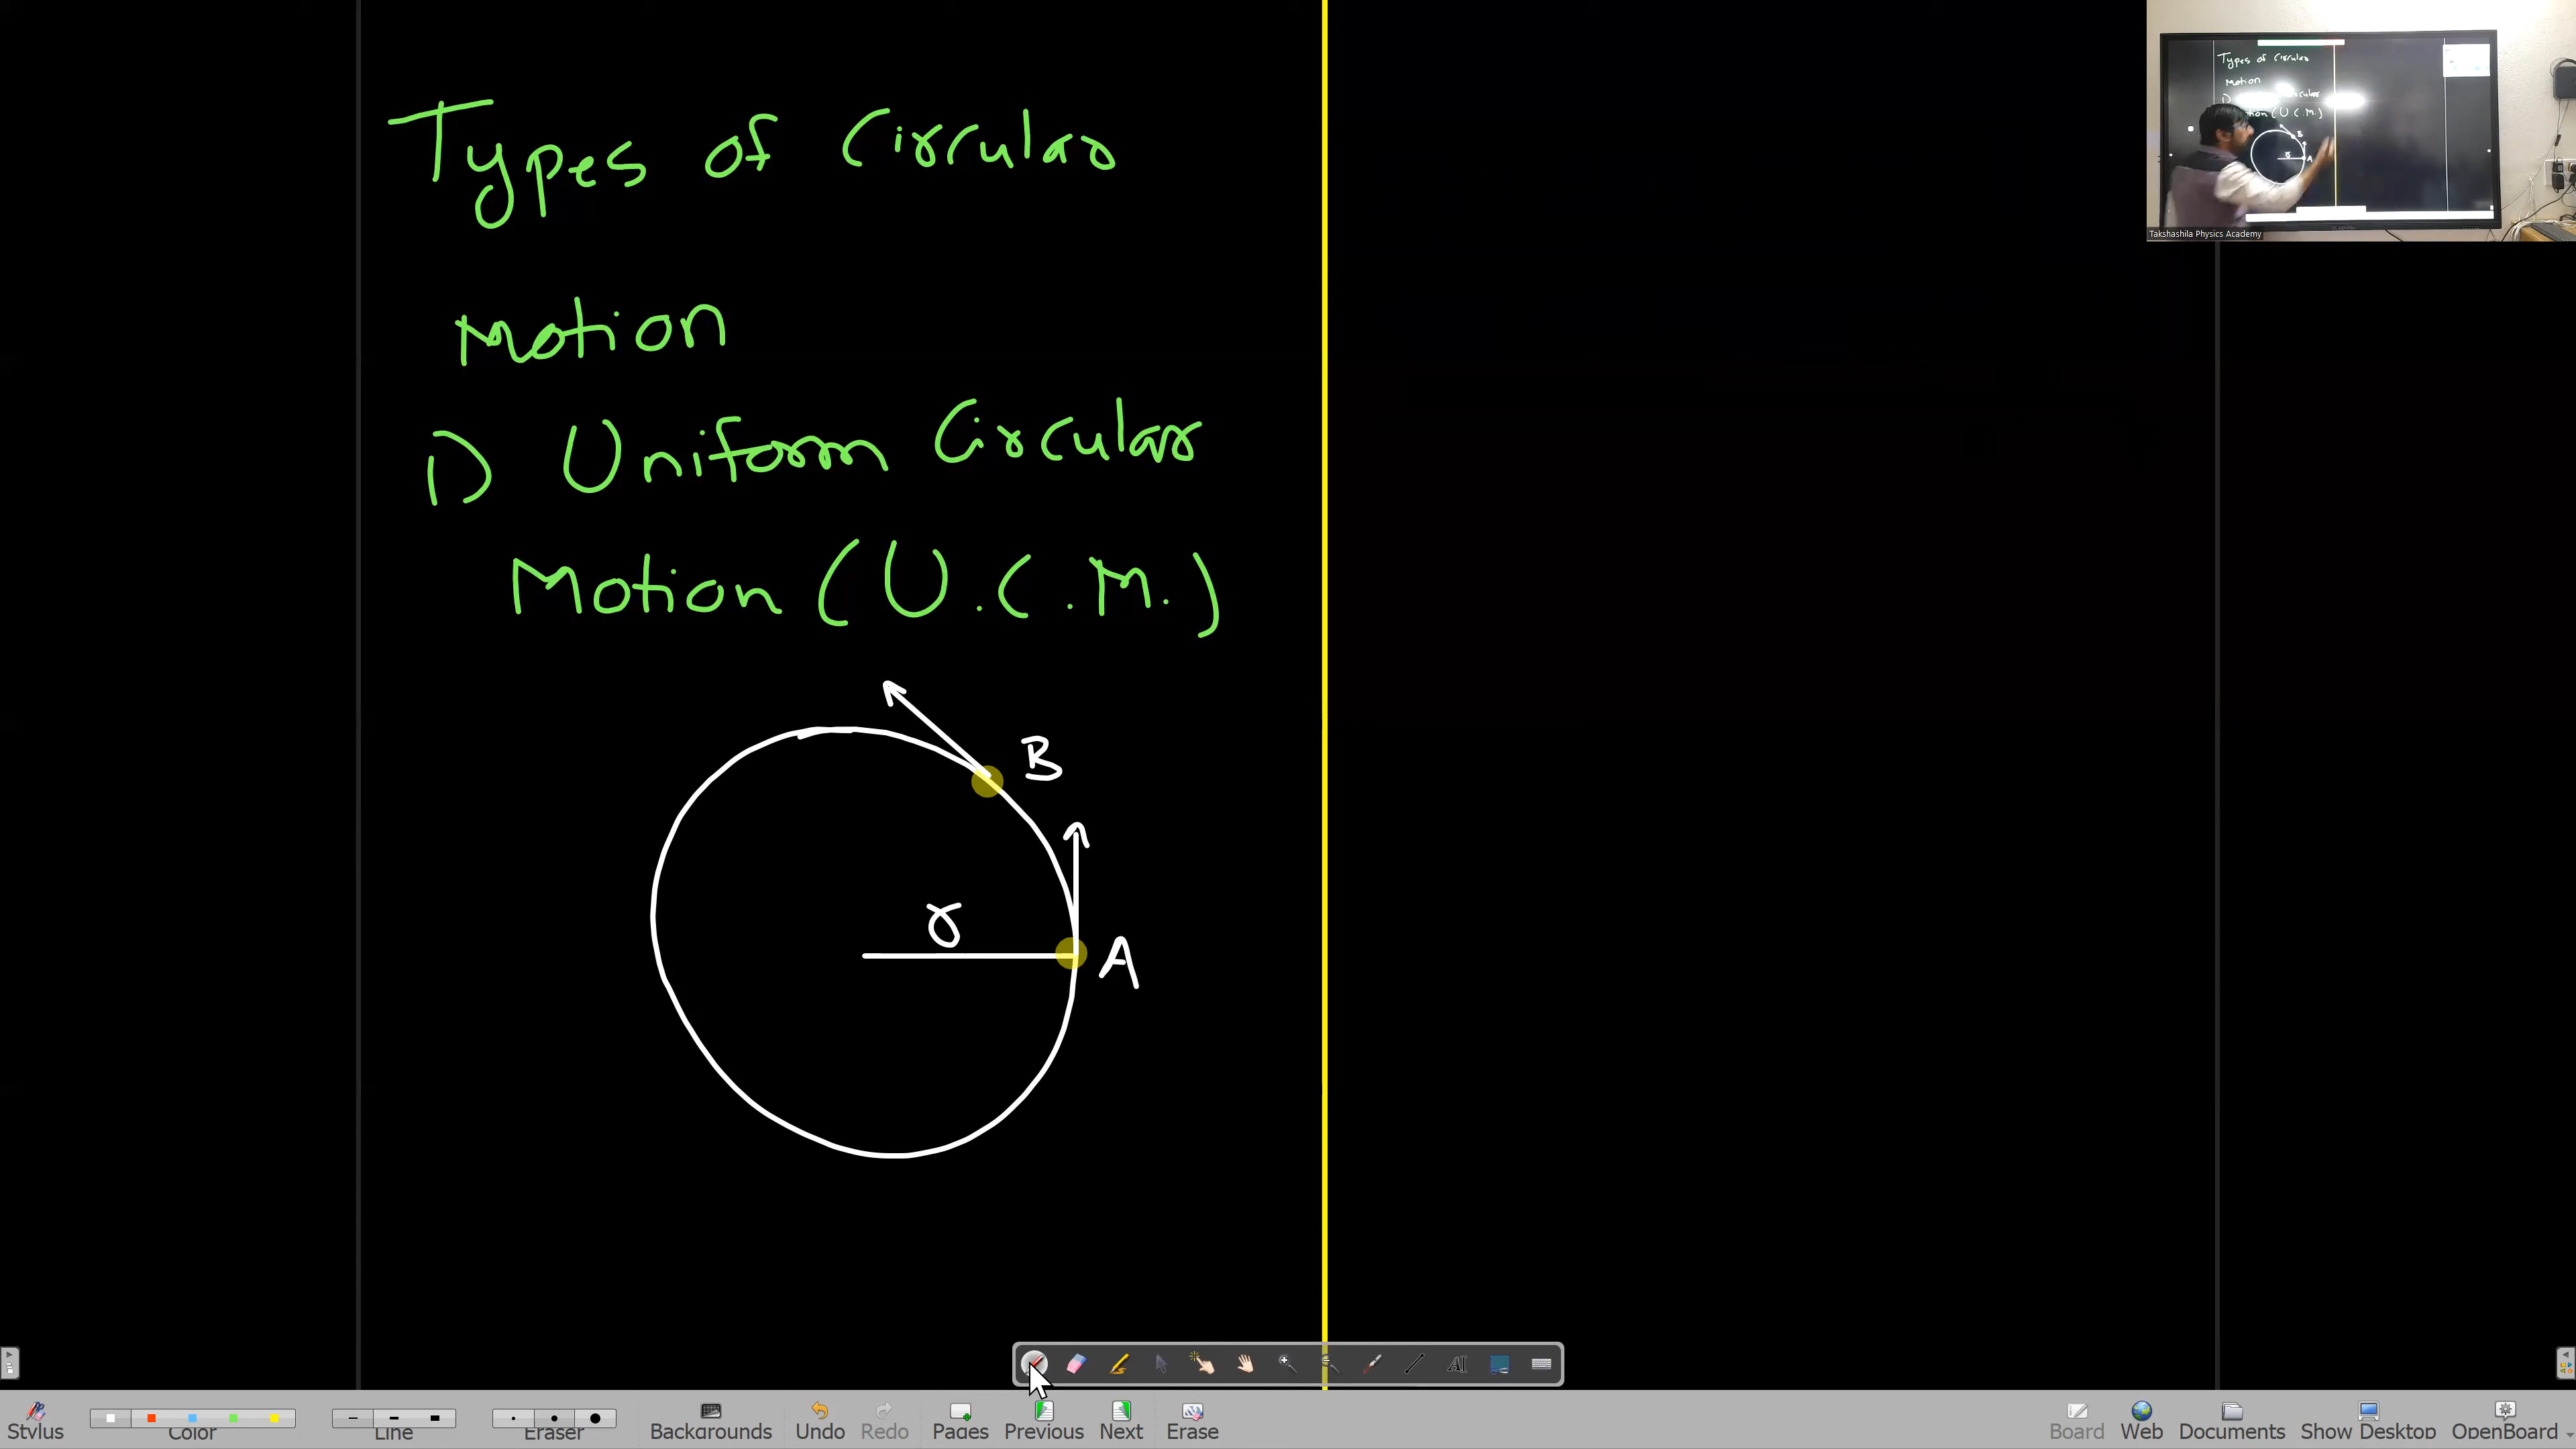 Types of Circular
Motion
1) Uniform Circular
Motion (U.C.M.)
B
r
A
Takshashila Physics Academy
Stylus
Color
Line
Eraser
Backgrounds
Undo
Redo
Pages
Previous
Next
Erase
Board
Web
Documents
Show Desktop
OpenBoard